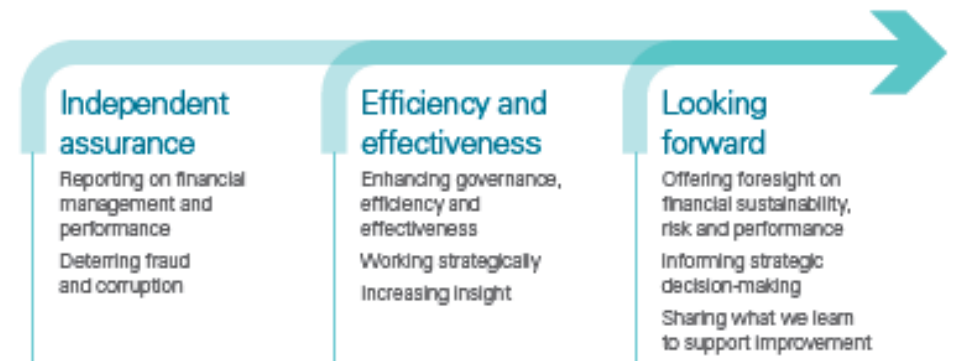 Independent
assurance
Reporting on financial
management and
performance
Deterring fraud
and corruption
Efficiency and
effectiveness
Enhancing governance,
efficiency and
effectiveness
Working strategically
Increasing insight
Looking
forward
Offering foresight on
financial sustainability,
risk and performance
Informing strategic
decision-making
Sharing what we learn
to support improvement